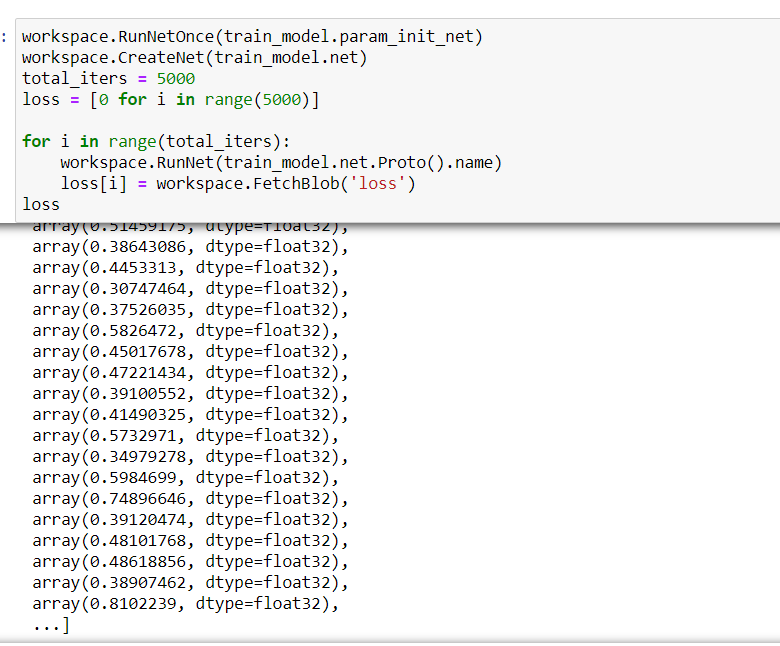 :
workspace.RunNetOnce(train_model.param_init_net)
workspace.CreateNet(train_model.net)
total_iters = 5000
loss = [0 for i in range(5000)]
for i in range(total_iters):
    workspace.RunNet(train_model.net.Proto().name)
    loss[i] = workspace.FetchBlob('loss')
loss
array(0.51459175, dtype=float32),
array(0.38643086, dtype=float32),
array(0.4453313, dtype=float32),
array(0.30747464, dtype=float32),
array(0.37526035, dtype=float32),
array(0.5826472, dtype=float32),
array(0.45017678, dtype=float32),
array(0.47221434, dtype=float32),
array(0.39100552, dtype=float32),
array(0.41490325, dtype=float32),
array(0.5732971, dtype=float32),
array(0.34979278, dtype=float32),
array(0.5984699, dtype=float32),
array(0.74896646, dtype=float32),
array(0.39120474, dtype=float32),
array(0.48101768, dtype=float32),
array(0.48618856, dtype=float32),
array(0.38907462, dtype=float32),
array(0.8102239, dtype=float32),
...]